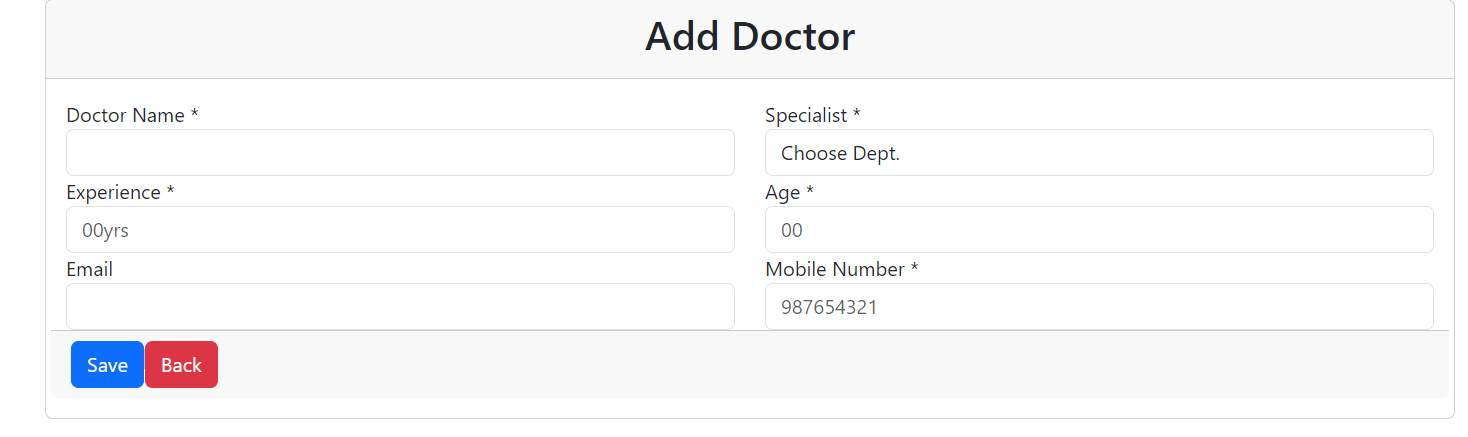 Add Doctor
Doctor Name *
Specialist *
Choose Dept.
Experience *
Age *
00yrs
00
Email
Mobile Number *
987654321
Save
Back